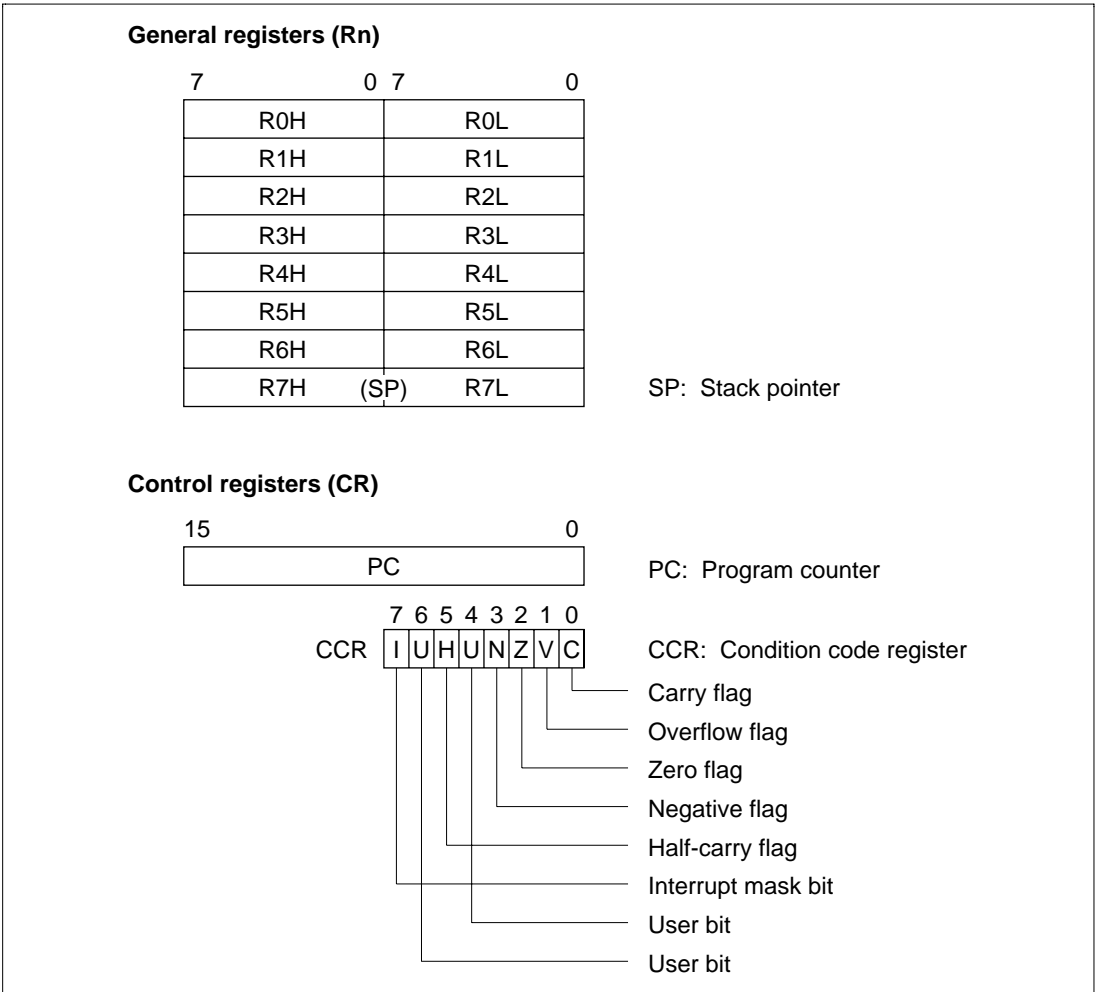 General registers (Rn)
7 0 7 0
R0H R0L
R1H R1L
R2H R2L
R3H R3L
R4H R4L
R5H R5L
R6H R6L
R7H (SP) R7L SP: Stack pointer
Control registers (CR)
15 0
PC PC: Program counter
7 6 5 4 3 2 1 0
CCR I U H U N Z V C CCR: Condition code register
Carry flag
Overflow flag
Zero flag
Negative flag
Half-carry flag
Interrupt mask bit
User bit
User bit